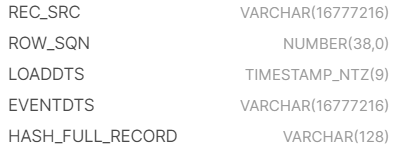 REC_SRC VARCHAR(16777216)
ROW_SQN NUMBER(38,0)
LOADDTS TIMESTAMP_NTZ(9)
EVENTDTS VARCHAR(16777216)
HASH_FULL_RECORD VARCHAR(128)